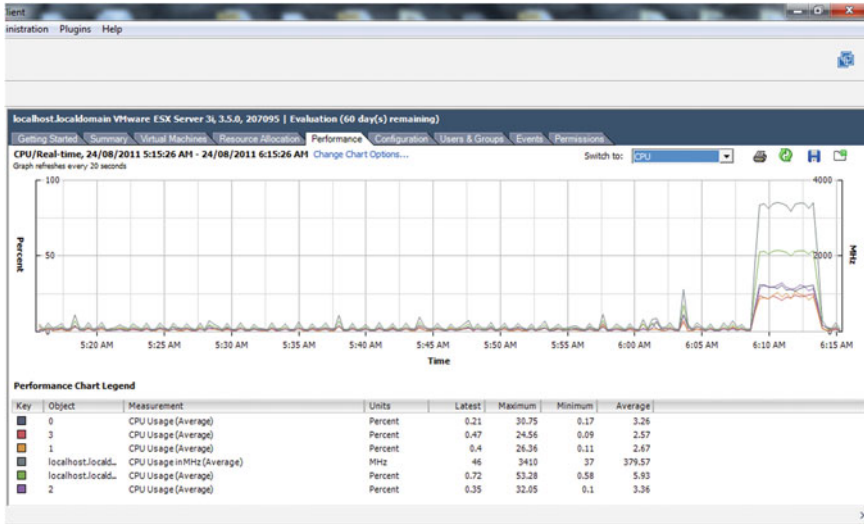 lient
inistration Plugins Help
localhost.localdomain VMware ESX Server 3i, 3.5.0, 207095 | Evaluation (60 day(s) remaining)
Getting Started Summary Virtual Machines Resource Allocation Performance Configuration Users & Groups Events Permissions
CPU/Real-time, 24/08/2011 5:15:26 AM - 24/08/2011 6:15:26 AM Change Chart Options... Switch to: CPU
Graph refreshes every 20 seconds
100 4000
Percent
50 2000
MHz
5:20 AM 5:25 AM 5:30 AM 5:35 AM 5:40 AM 5:45 AM 5:50 AM 5:55 AM 6:00 AM 6:05 AM 6:10 AM 6:15 AM
Time
Performance Chart Legend
Key Object Measurement Units Latest Maximum Minimum Average
0 CPU Usage (Average) Percent 0.21 30.75 0.17 3.26
3 CPU Usage (Average) Percent 0.47 24.56 0.09 2.57
1 CPU Usage (Average) Percent 0.4 26.36 0.11 2.67
localhost.locald... CPU Usage in MHz (Average) MHz 46 3410 37 379.57
localhost.locald... CPU Usage (Average) Percent 0.72 53.28 0.58 5.93
2 CPU Usage (Average) Percent 0.35 32.05 0.1 3.36